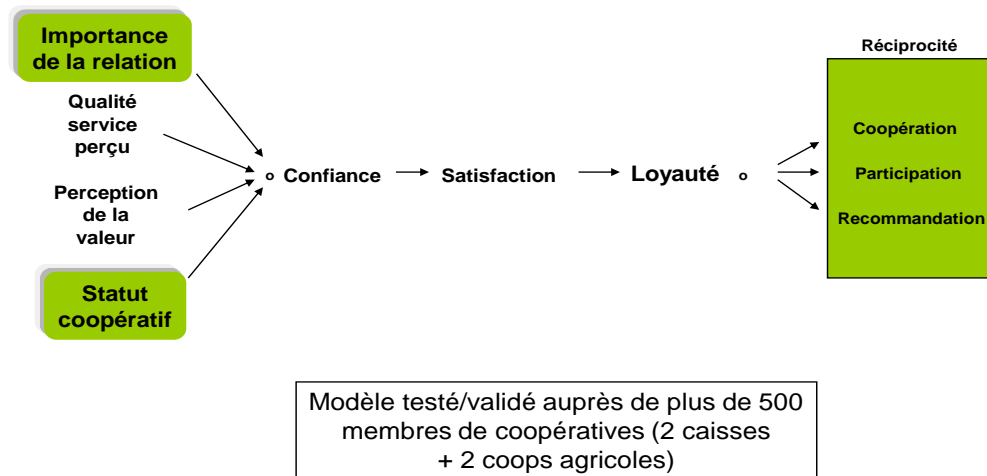 Importance
de la relation
Qualité
service
perçu
Perception
de la
valeur
Statut
coopératif
o Confiance
Satisfaction
Loyauté o
Réciprocité
Coopération
Participation
Recommandation
Modèle testé/validé auprès de plus de 500
membres de coopératives (2 caisses
+ 2 coops agricoles)